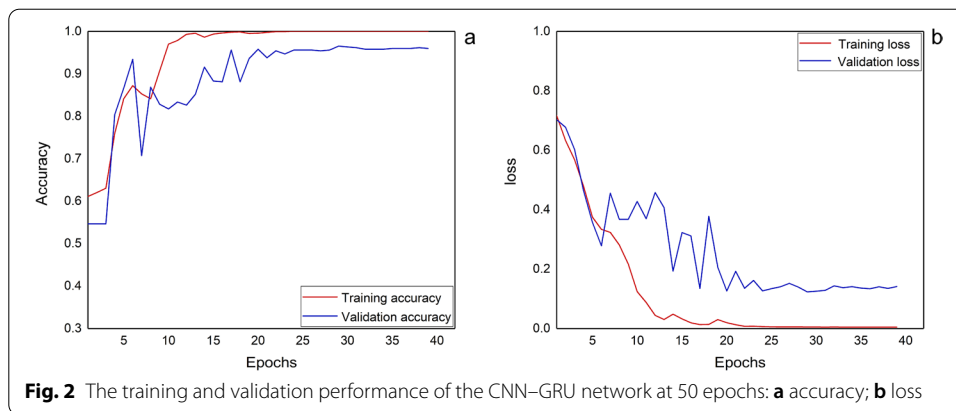 a
1.0
0.9
0.8
0.7
0.6
0.5
0.4
0.3
Accuracy
Training accuracy
Validation accuracy
5 10 15 20 25 30 35 40
Epochs
b
1.0
0.8
0.6
0.4
0.2
0.0
loss
Training loss
Validation loss
5 10 15 20 25 30 35 40
Epochs
Fig. 2 The training and validation performance of the CNN–GRU network at 50 epochs: a accuracy; b loss